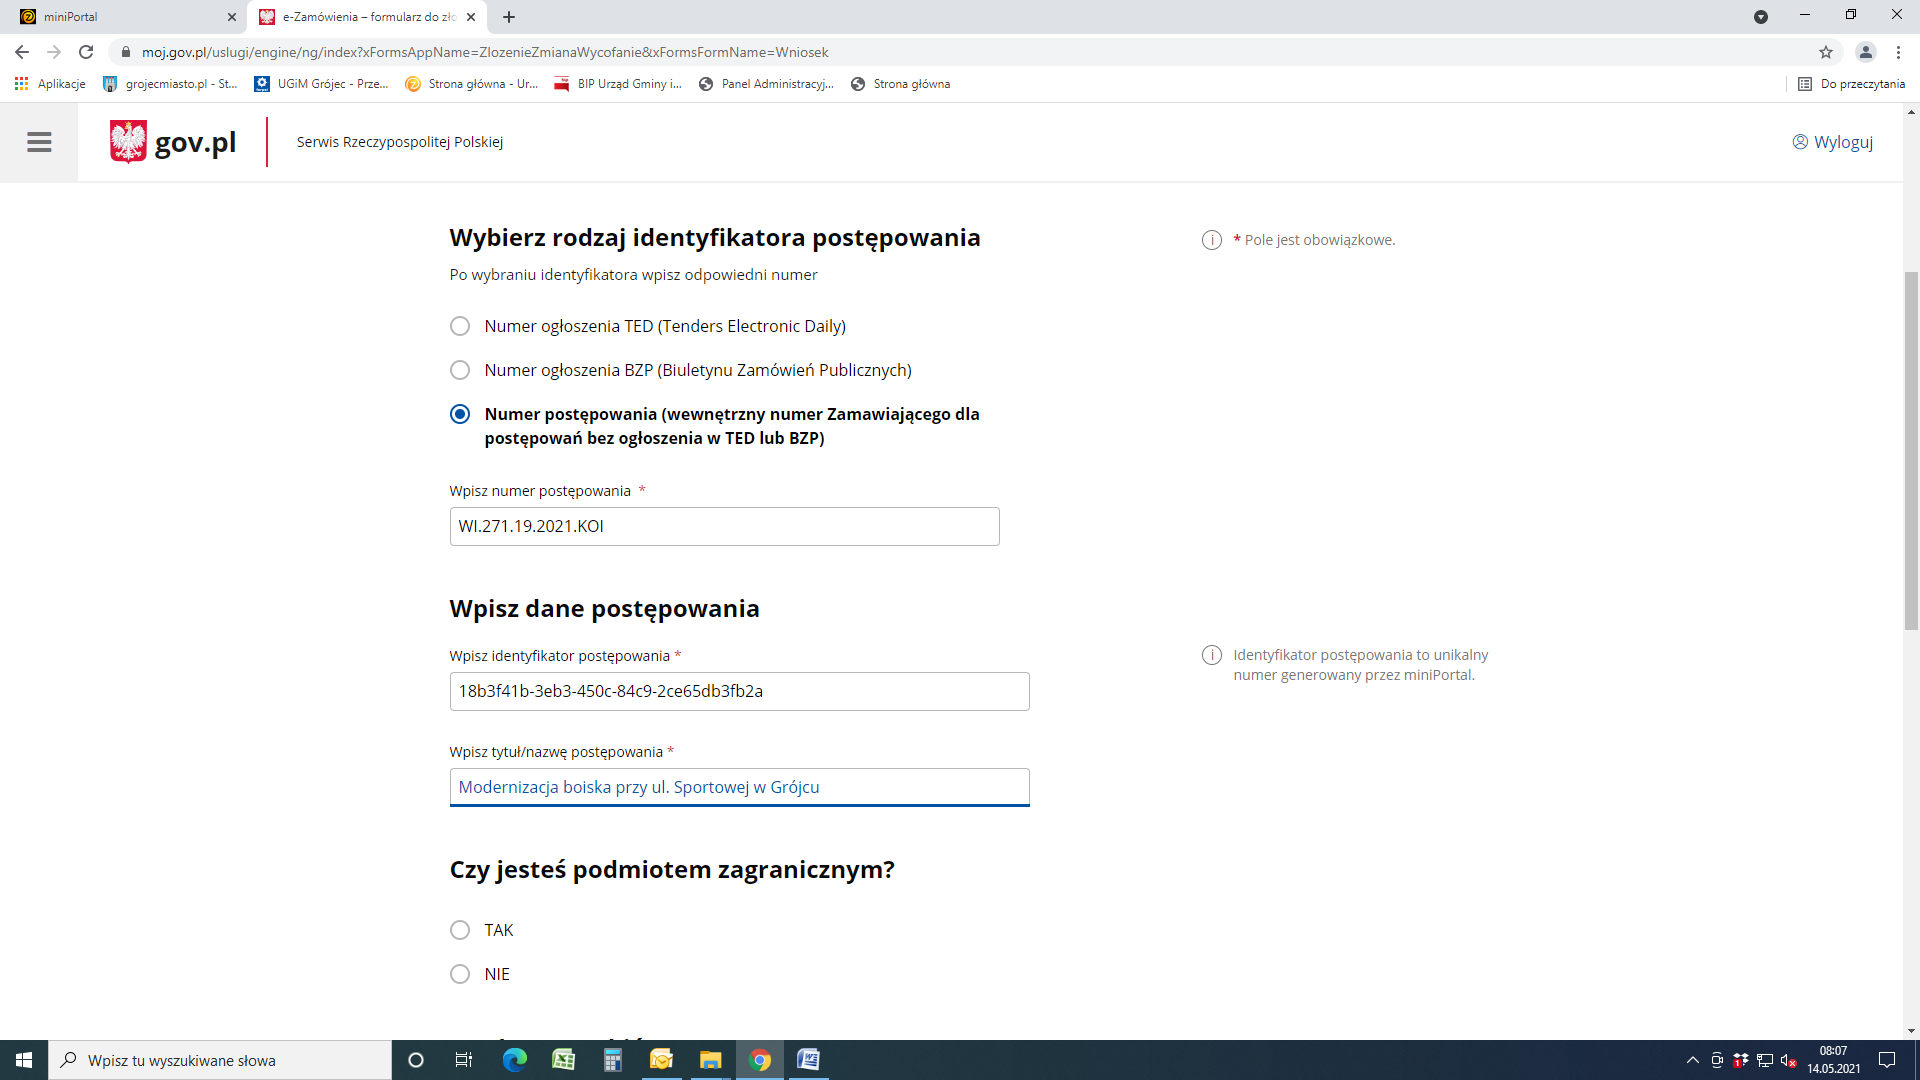 miniPortal
e-Zamówienia – formularz do zło
moj.gov.pl/uslugi/engine/ng/index?xFormsAppName=ZlozenieZmianaWycofanie&xFormsFormName=Wniosek
Aplikacje
grojecmiasto.pl - St...
UGiM Grójec - Prze...
Strona główna - Ur...
BIP Urząd Gminy i...
Panel Administracyj...
Strona główna
Do przeczytania
gov.pl
Serwis Rzeczypospolitej Polskiej
Wyloguj
Wybierz rodzaj identyfikatora postępowania
* Pole jest obowiązkowe.
Po wybraniu identyfikatora wpisz odpowiedni numer
Numer ogłoszenia TED (Tenders Electronic Daily)
Numer ogłoszenia BZP (Biuletynu Zamówień Publicznych)
Numer postępowania (wewnętrzny numer Zamawiającego dla
postępowań bez ogłoszenia w TED lub BZP)
Wpisz numer postępowania *
WI.271.19.2021.KOI
Wpisz dane postępowania
Wpisz identyfikator postępowania *
Identyfikator postępowania to unikalny
numer generowany przez miniPortal.
18b3f41b-3eb3-450c-84c9-2ce65db3fb2a
Wpisz tytuł/nazwę postępowania *
Modernizacja boiska przy ul. Sportowej w Grójcu
Czy jesteś podmiotem zagranicznym?
TAK
NIE
Wpisz tu wyszukiwane słowa
08:07
14.05.2021